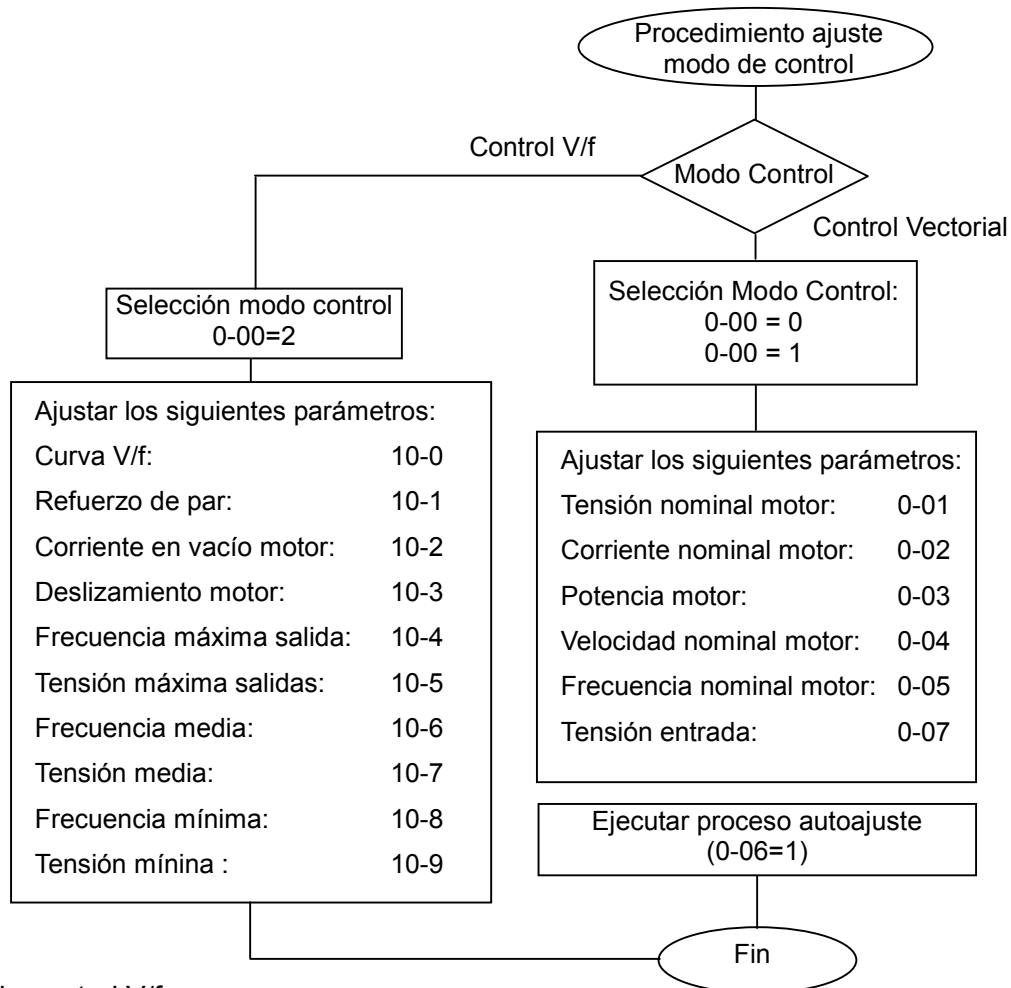 Procedimiento ajuste
modo de control
Control V/f
Modo Control
Control Vectorial
Selección modo control
0-00=2
Selección Modo Control:
0-00 = 0
0-00 = 1
Ajustar los siguientes parámetros:
Curva V/f: 10-0
Refuerzo de par: 10-1
Corriente en vacío motor: 10-2
Deslizamiento motor: 10-3
Frecuencia máxima salida: 10-4
Tensión máxima salidas: 10-5
Frecuencia media: 10-6
Tensión media: 10-7
Frecuencia mínima: 10-8
Tensión mínina : 10-9
Ajustar los siguientes parámetros:
Tensión nominal motor: 0-01
Corriente nominal motor: 0-02
Potencia motor: 0-03
Velocidad nominal motor: 0-04
Frecuencia nominal motor: 0-05
Tensión entrada: 0-07
Ejecutar proceso autoajuste
(0-06=1)
Fin